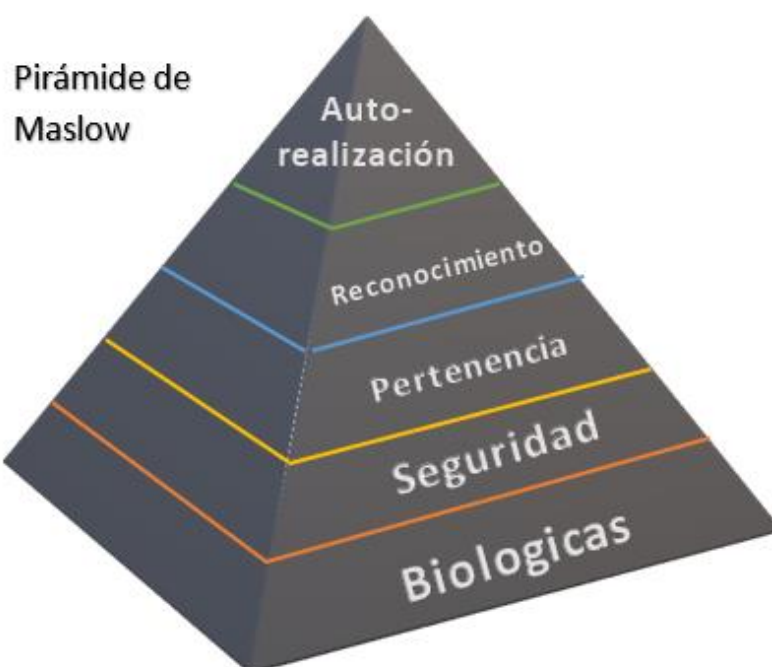 Pirámide de
Maslow
Auto-
realización
Reconocimiento
Pertenencia
Seguridad
Biologicas